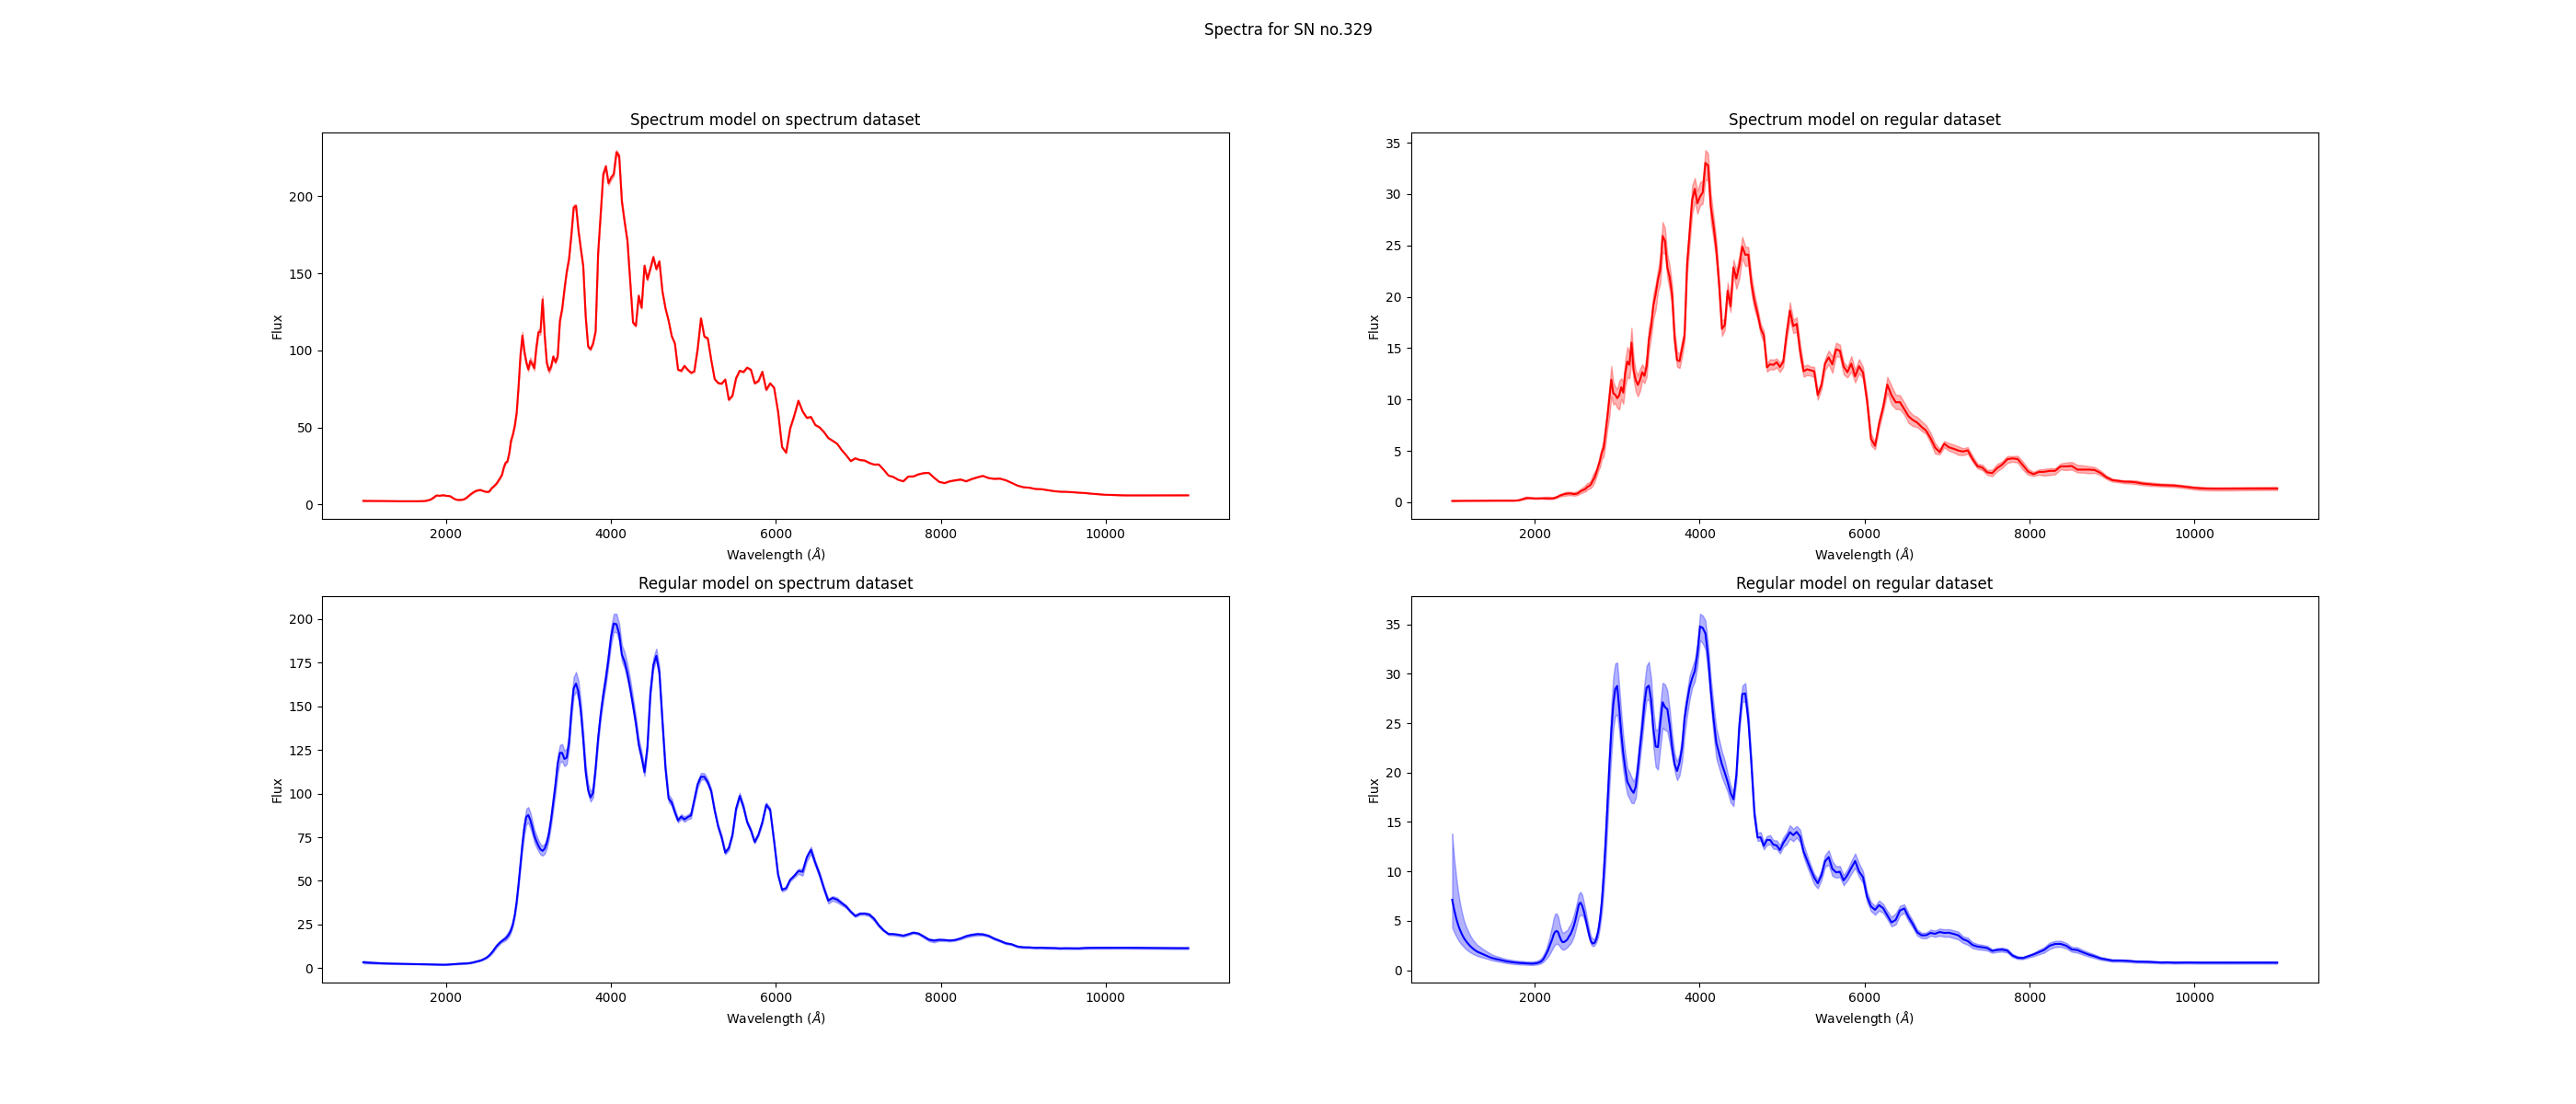 Spectra for SN no.329
Spectrum model on spectrum dataset
Flux
200
150
100
50
0
2000 4000 6000 8000 10000
Wavelength (Å)
Spectrum model on regular dataset
Flux
35
30
25
20
15
10
5
0
2000 4000 6000 8000 10000
Wavelength (Å)
Regular model on spectrum dataset
Flux
200
175
150
125
100
75
50
25
0
2000 4000 6000 8000 10000
Wavelength (Å)
Regular model on regular dataset
Flux
35
30
25
20
15
10
5
0
2000 4000 6000 8000 10000
Wavelength (Å)